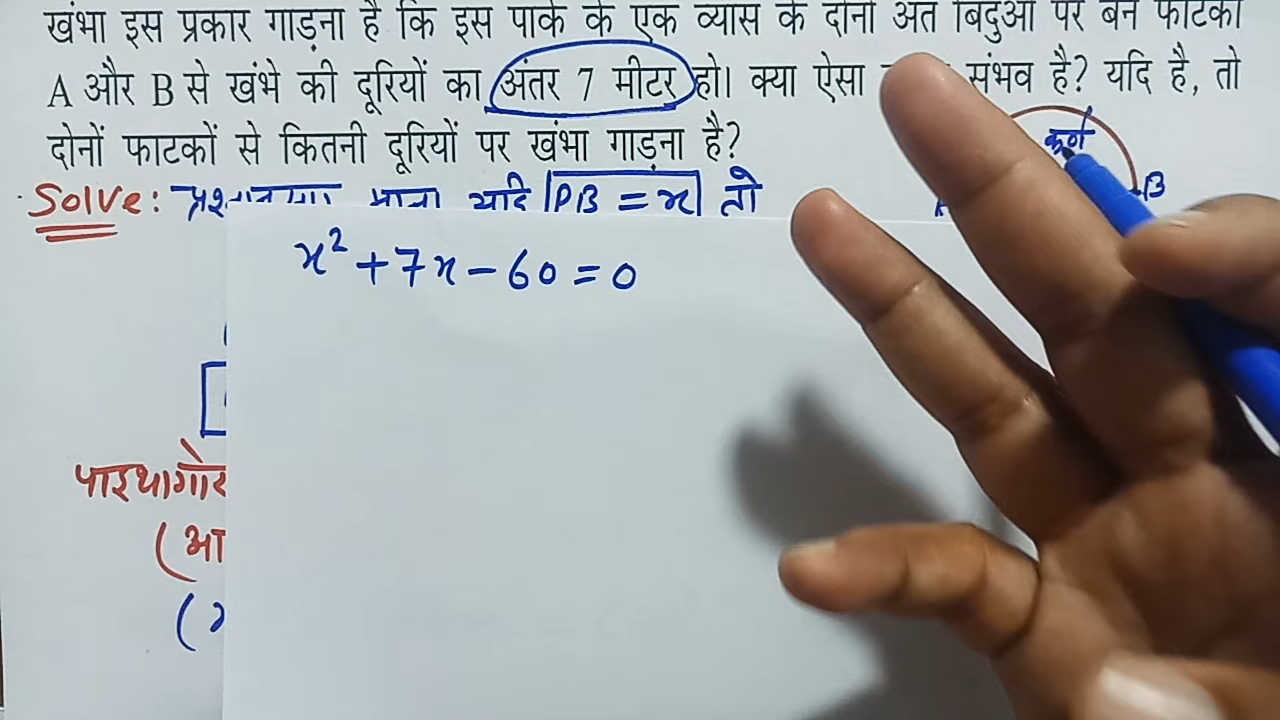 खंभा इस प्रकार गाड़ना है कि इस पार्क के एक व्यास के दोनों अंत बिंदुओं पर बने फाटकों
A और B से खंभे की दूरियों का अंतर 7 मीटर हो। क्या ऐसा संभव है? यदि है, तो
दोनों फाटकों से कितनी दूरियों पर खंभा गाड़ना है?
कर्ण
B
Solve: माना यदि PB = x तो
x² + 7x - 60 = 0
पाइथागोर
(आ
(x